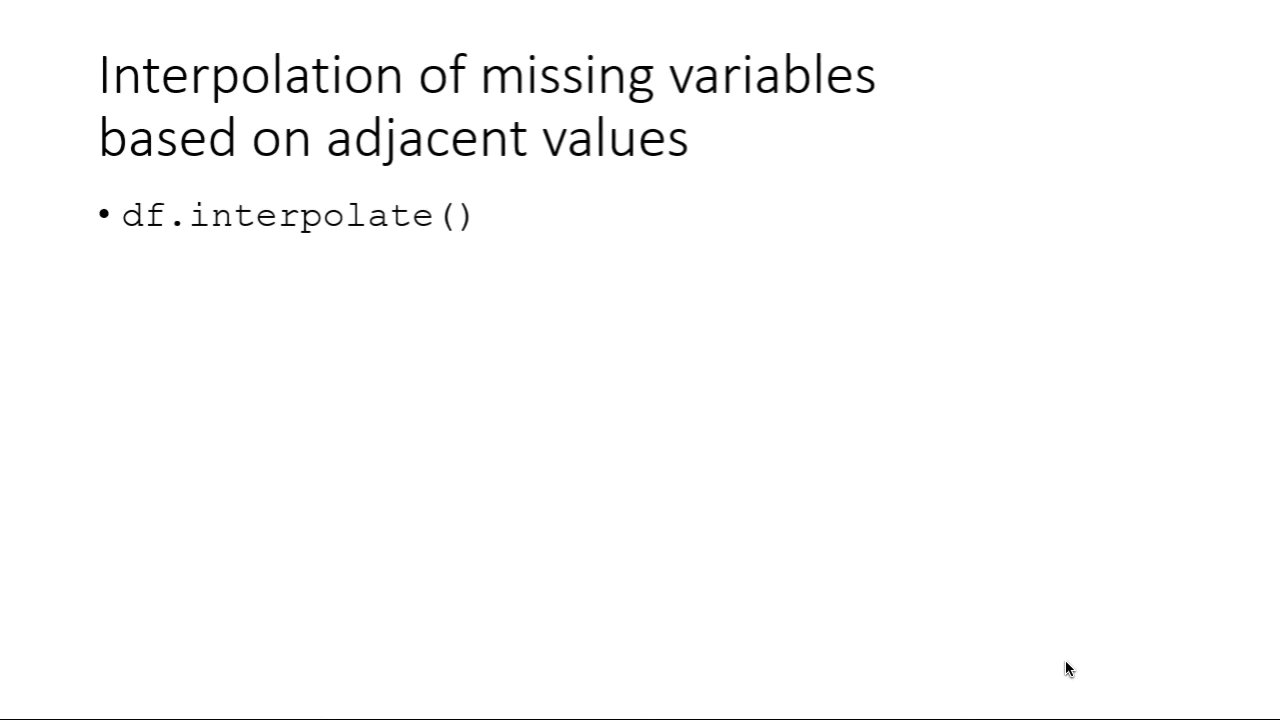 Interpolation of missing variables
based on adjacent values
• df.interpolate()